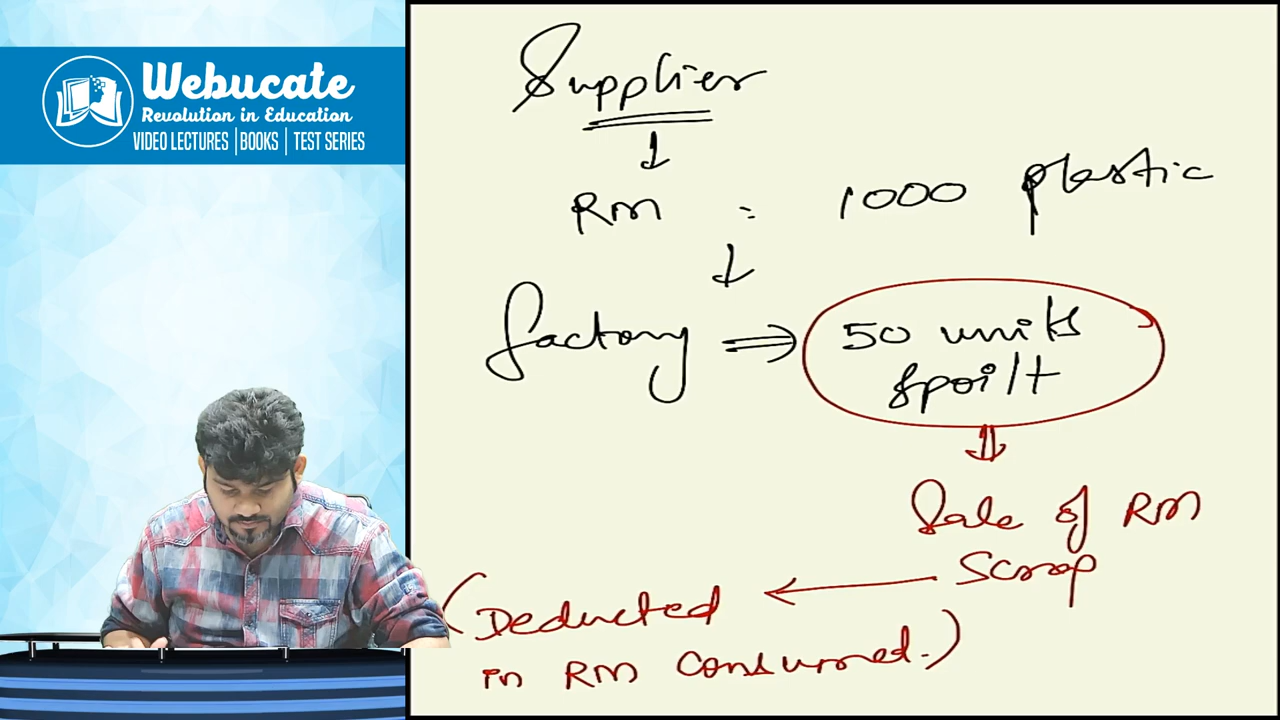 Webucate
Revolution in Education
VIDEO LECTURES | BOOKS | TEST SERIES
Supplier
RM = 1000 plastic
factory ⇒ 50 units
spoilt
Sale of RM
Scrap
(Deducted
in RM consumed.)